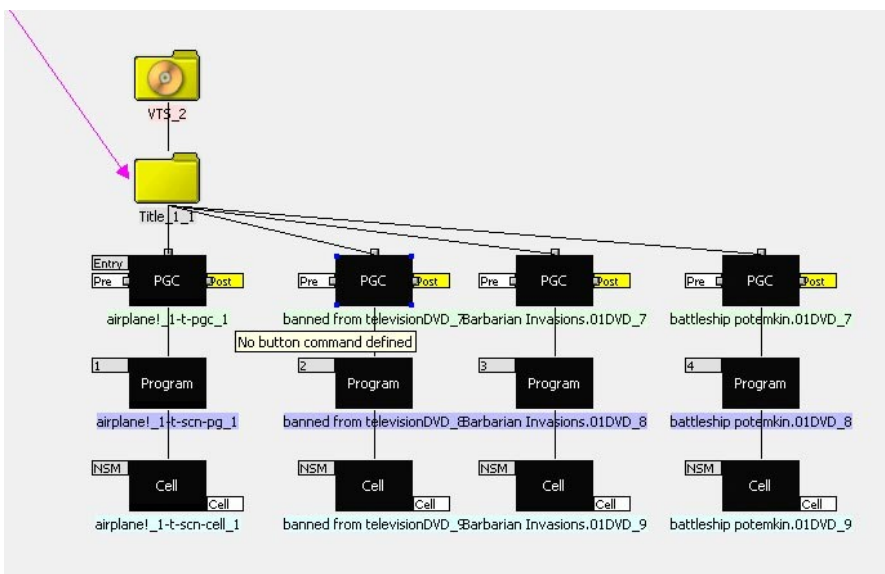 VTS_2
Title_1_1
Entry
Pre PGC Post Pre PGC Post Pre PGC Post Pre PGC Post
airplane!_1-t-pgc_1 banned from televisionDVD_7 Barbarian Invasions.01DVD_7 battleship potemkin.01DVD_7
No button command defined
1 2 3 4
Program Program Program Program
airplane!_1-t-scn-pg_1 banned from televisionDVD_8 Barbarian Invasions.01DVD_8 battleship potemkin.01DVD_8
NSM NSM NSM NSM
Cell Cell Cell Cell
Cell Cell Cell Cell
airplane!_1-t-scn-cell_1 banned from televisionDVD_9 Barbarian Invasions.01DVD_9 battleship potemkin.01DVD_9